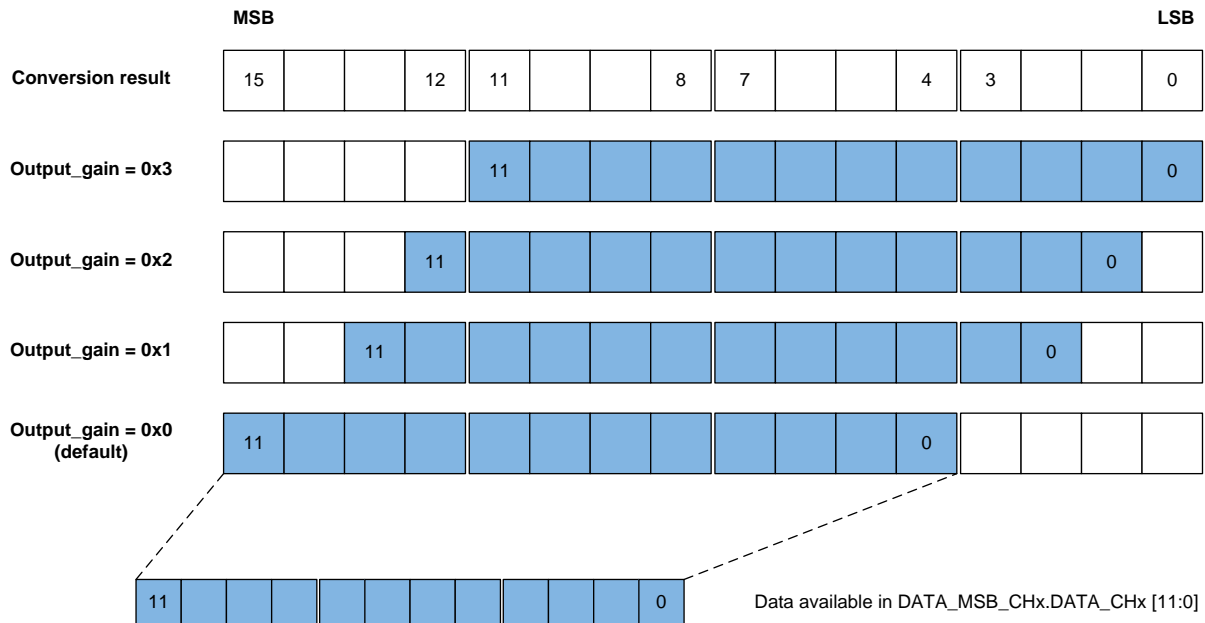 MSB LSB
Conversion result 15 12 11 8 7 4 3 0
Output_gain = 0x3 11 0
Output_gain = 0x2 11 0
Output_gain = 0x1 11 0
Output_gain = 0x0
(default) 11 0
11 0 Data available in DATA_MSB_CHx.DATA_CHx [11:0]